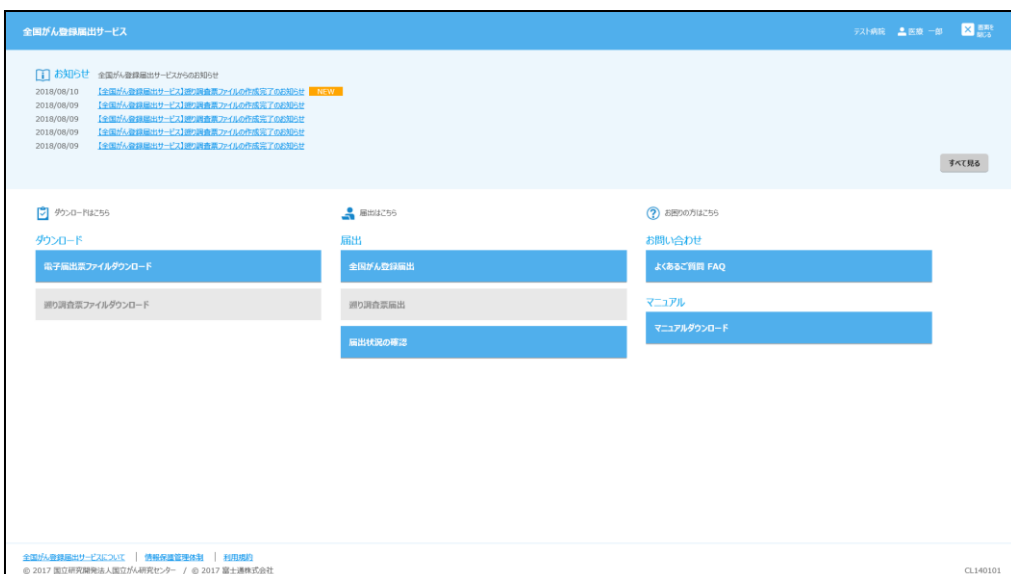 全国がん登録届出サービス
テスト病院 医療 一郎 画面を閉じる
お知らせ 全国がん登録届出サービスからのお知らせ
2018/08/10 【全国がん登録届出サービス】遡り調査票ファイルの作成完了のお知らせ NEW
2018/08/09 【全国がん登録届出サービス】遡り調査票ファイルの作成完了のお知らせ
2018/08/09 【全国がん登録届出サービス】遡り調査票ファイルの作成完了のお知らせ
2018/08/09 【全国がん登録届出サービス】遡り調査票ファイルの作成完了のお知らせ
2018/08/09 【全国がん登録届出サービス】遡り調査票ファイルの作成完了のお知らせ
すべて見る
ダウンロードはこちら
ダウンロード
電子届出票ファイルダウンロード
遡り調査票ファイルダウンロード
届出はこちら
届出
全国がん登録届出
遡り調査票届出
届出状況の確認
お困りの方はこちら
お問い合わせ
よくあるご質問 FAQ
マニュアル
マニュアルダウンロード
全国がん登録届出サービスについて | 情報保護管理体制 | 利用規約
© 2017 国立研究開発法人国立がん研究センター / © 2017 富士通株式会社
CL140101